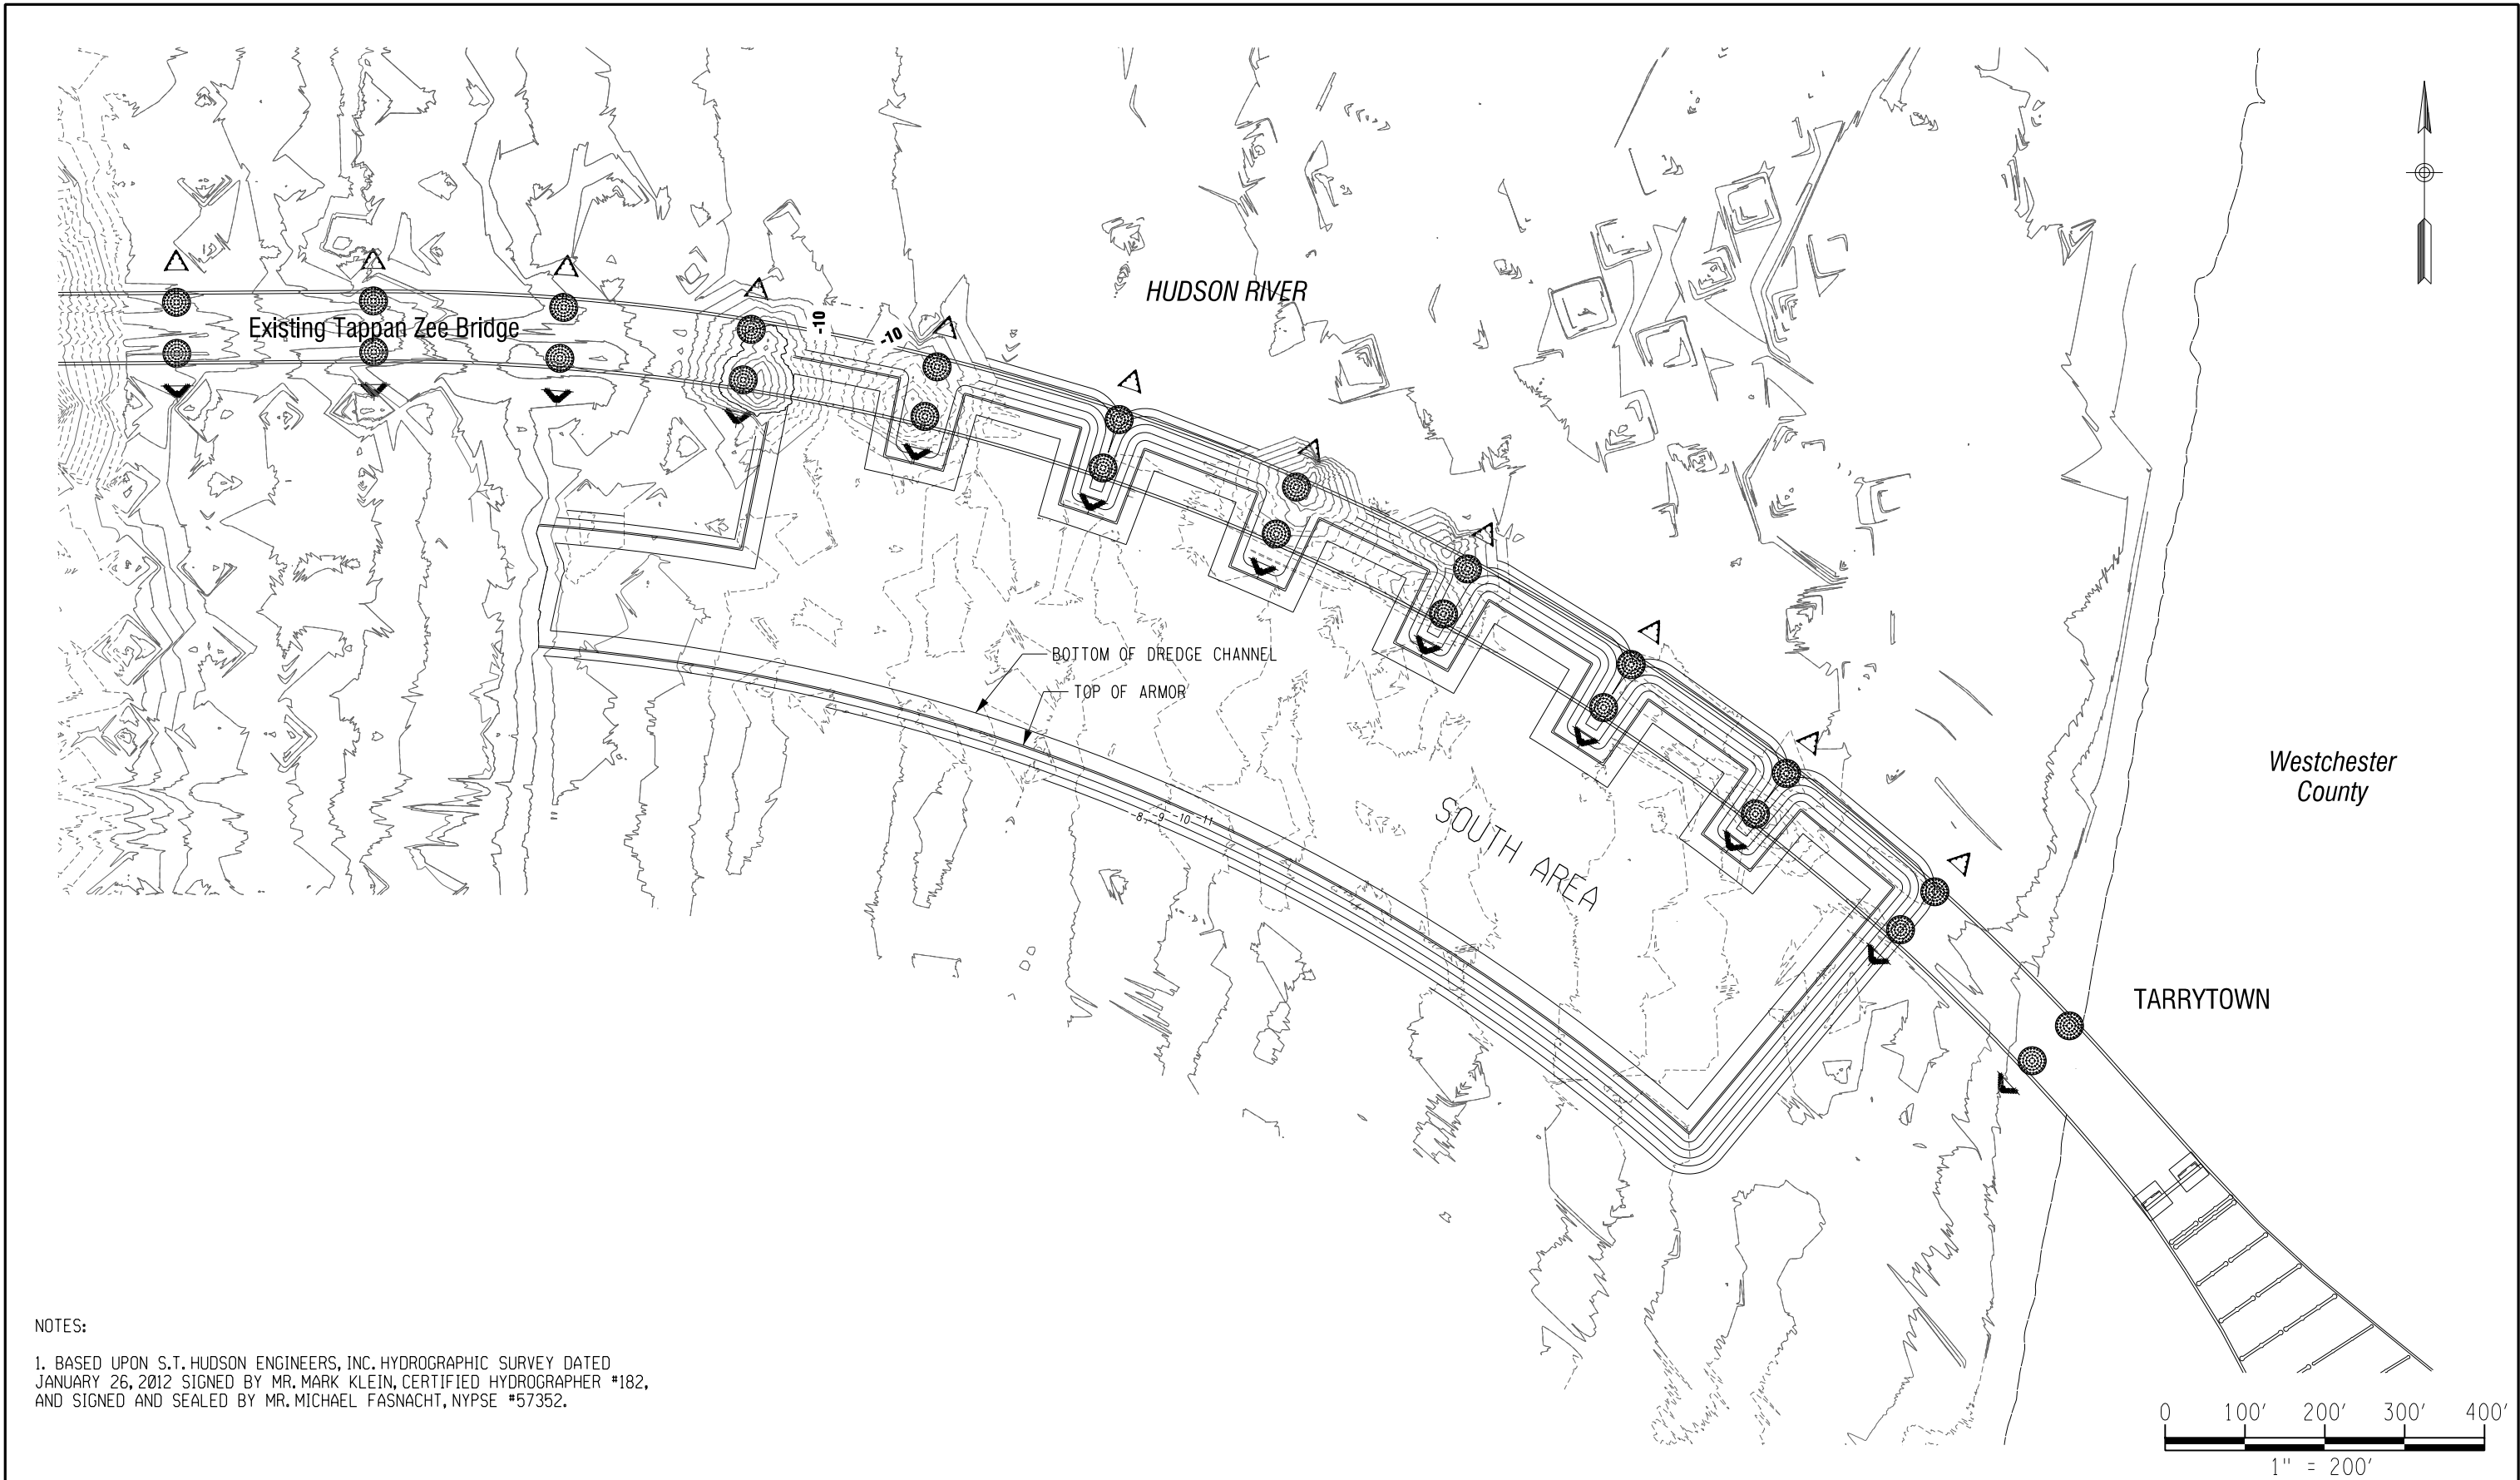 HUDSON RIVER
-10
-10
Existing Tappan Zee Bridge
BOTTOM OF DREDGE CHANNEL
TOP OF ARMOR
Westchester
County
-8 -9 -10 -11
SOUTH AREA
TARRYTOWN
NOTES:
1. BASED UPON S.T. HUDSON ENGINEERS, INC. HYDROGRAPHIC SURVEY DATED
JANUARY 26, 2012 SIGNED BY MR. MARK KLEIN, CERTIFIED HYDROGRAPHER #182,
AND SIGNED AND SEALED BY MR. MICHAEL FASNACHT, NYPSE #57352.
0 100' 200' 300' 400'
1" = 200'